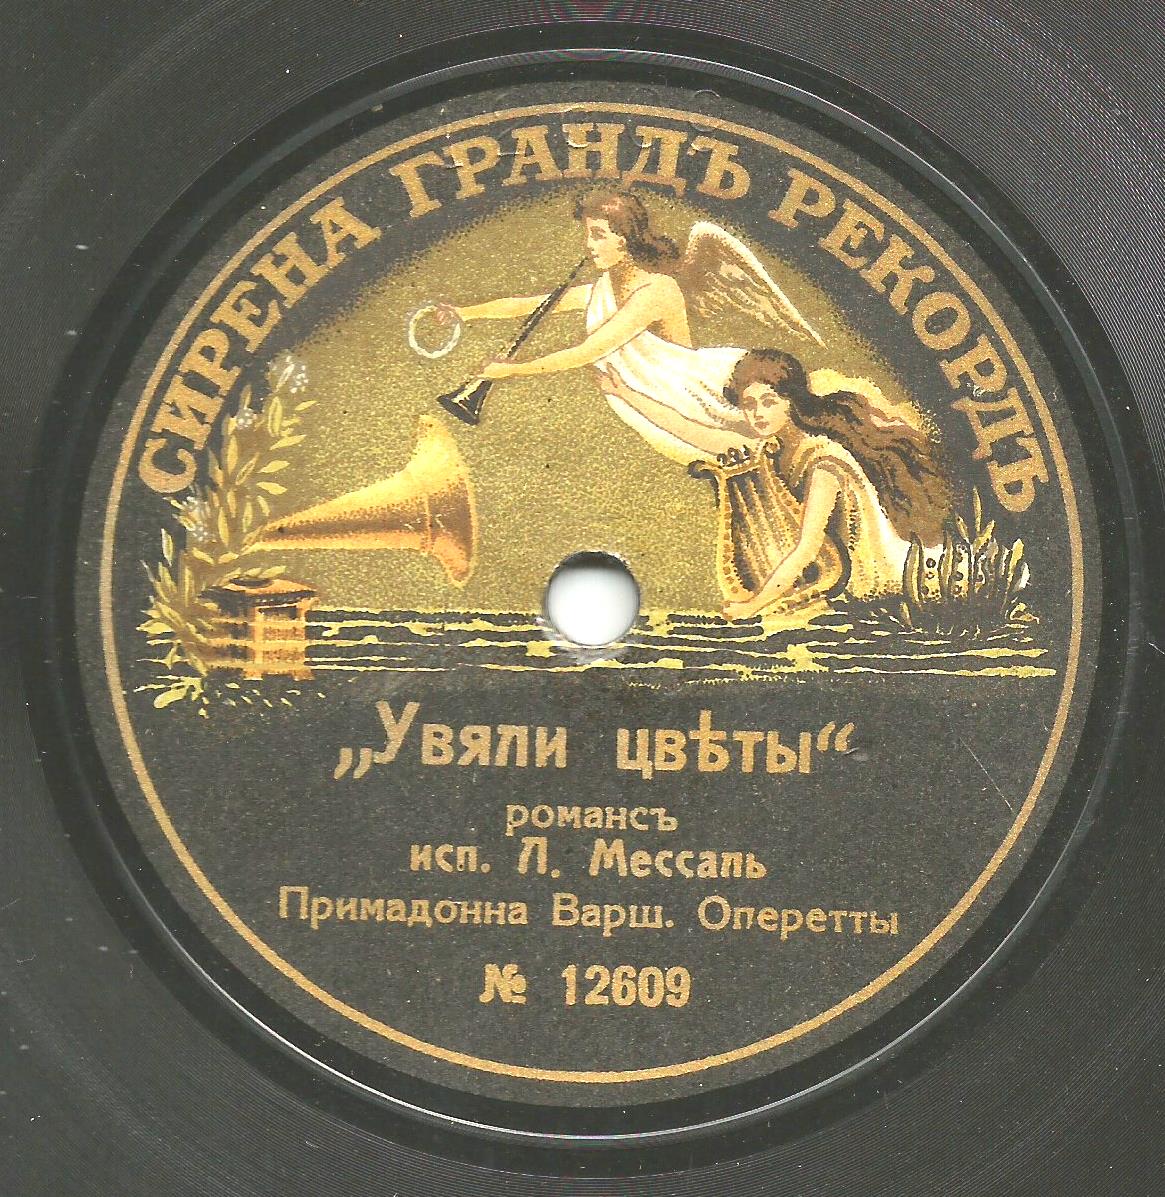 СИРЕНА ГРАНДЪ РЕКОРДЪ
„Увяли цвѣты“
романсъ
исп. Л. Мессаль
Примадонна Варш. Оперетты
№ 12609